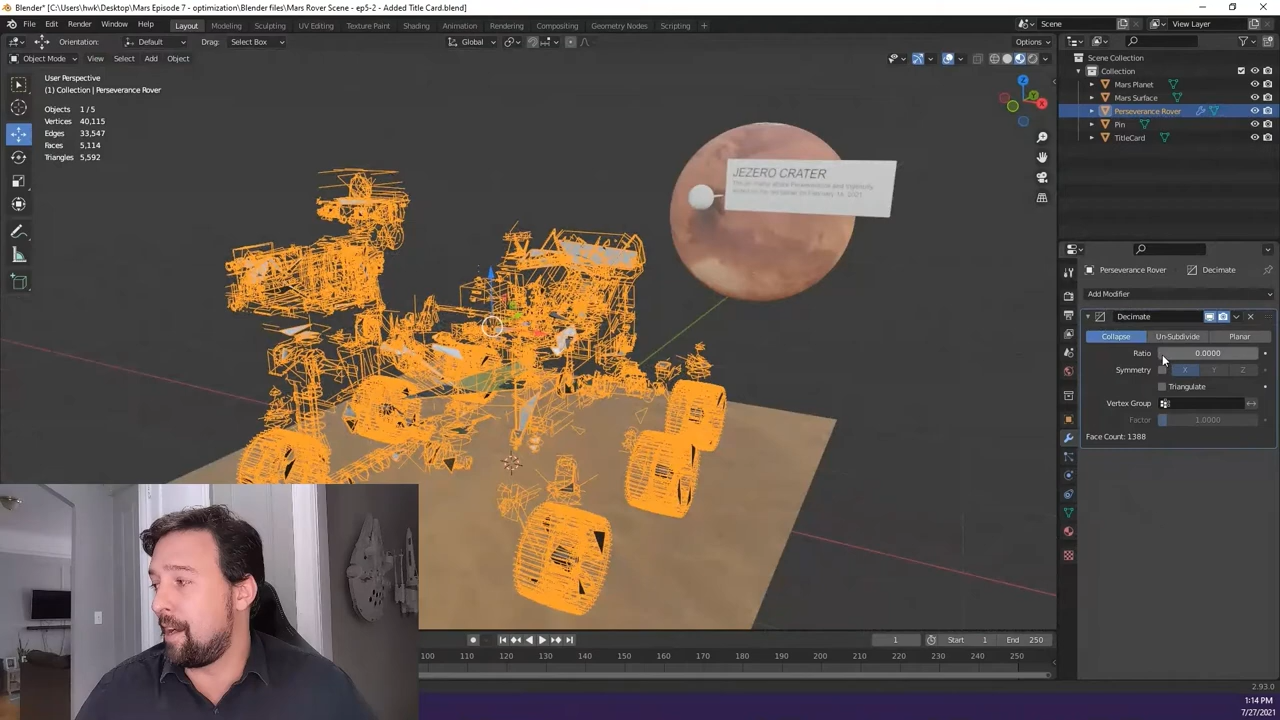 Blender* [C:\Users\hwk\Desktop\Mars Episode 7 - optimization\Blender files\Mars Rover Scene - ep5-2 - Added Title Card.blend]
File Edit Render Window Help Layout Modeling Sculpting UV Editing Texture Paint Shading Animation Rendering Compositing Geometry Nodes Scripting Scene View Layer
Orientation: Default Drag: Select Box Global Options
Object Mode View Select Add Object
User Perspective
(1) Collection | Perseverance Rover
Objects 1 / 5
Vertices 40,115
Edges 33,547
Faces 5,114
Triangles 5,592
JEZERO CRATER
Scene Collection
Collection
Mars Planet
Mars Surface
Perseverance Rover
Pin
TitleCard
Perseverance Rover Decimate
Add Modifier
Decimate
Collapse Un-Subdivide Planar
Ratio 0.0000
Symmetry X Y Z
Triangulate
Vertex Group
Factor 1.0000
Face Count: 1388
1 Start 1 End 250
100 110 120 130 140 150 160 170 180 190 200 210 220 230 240 250
2.93.0
1:14 PM
7/27/2021